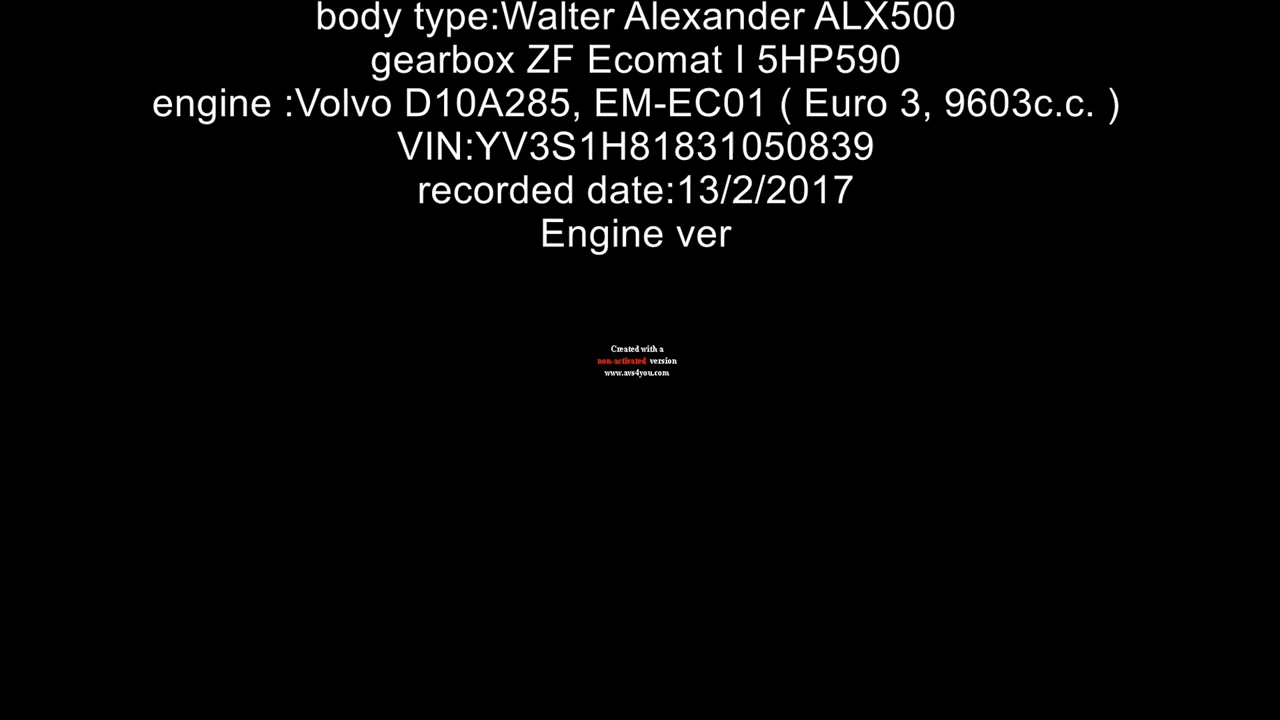 body type:Walter Alexander ALX500
gearbox ZF Ecomat I 5HP590
engine :Volvo D10A285, EM-EC01 ( Euro 3, 9603c.c. )
VIN:YV3S1H81831050839
recorded date:13/2/2017
Engine ver
Created with a
non-activated version
www.avs4you.com